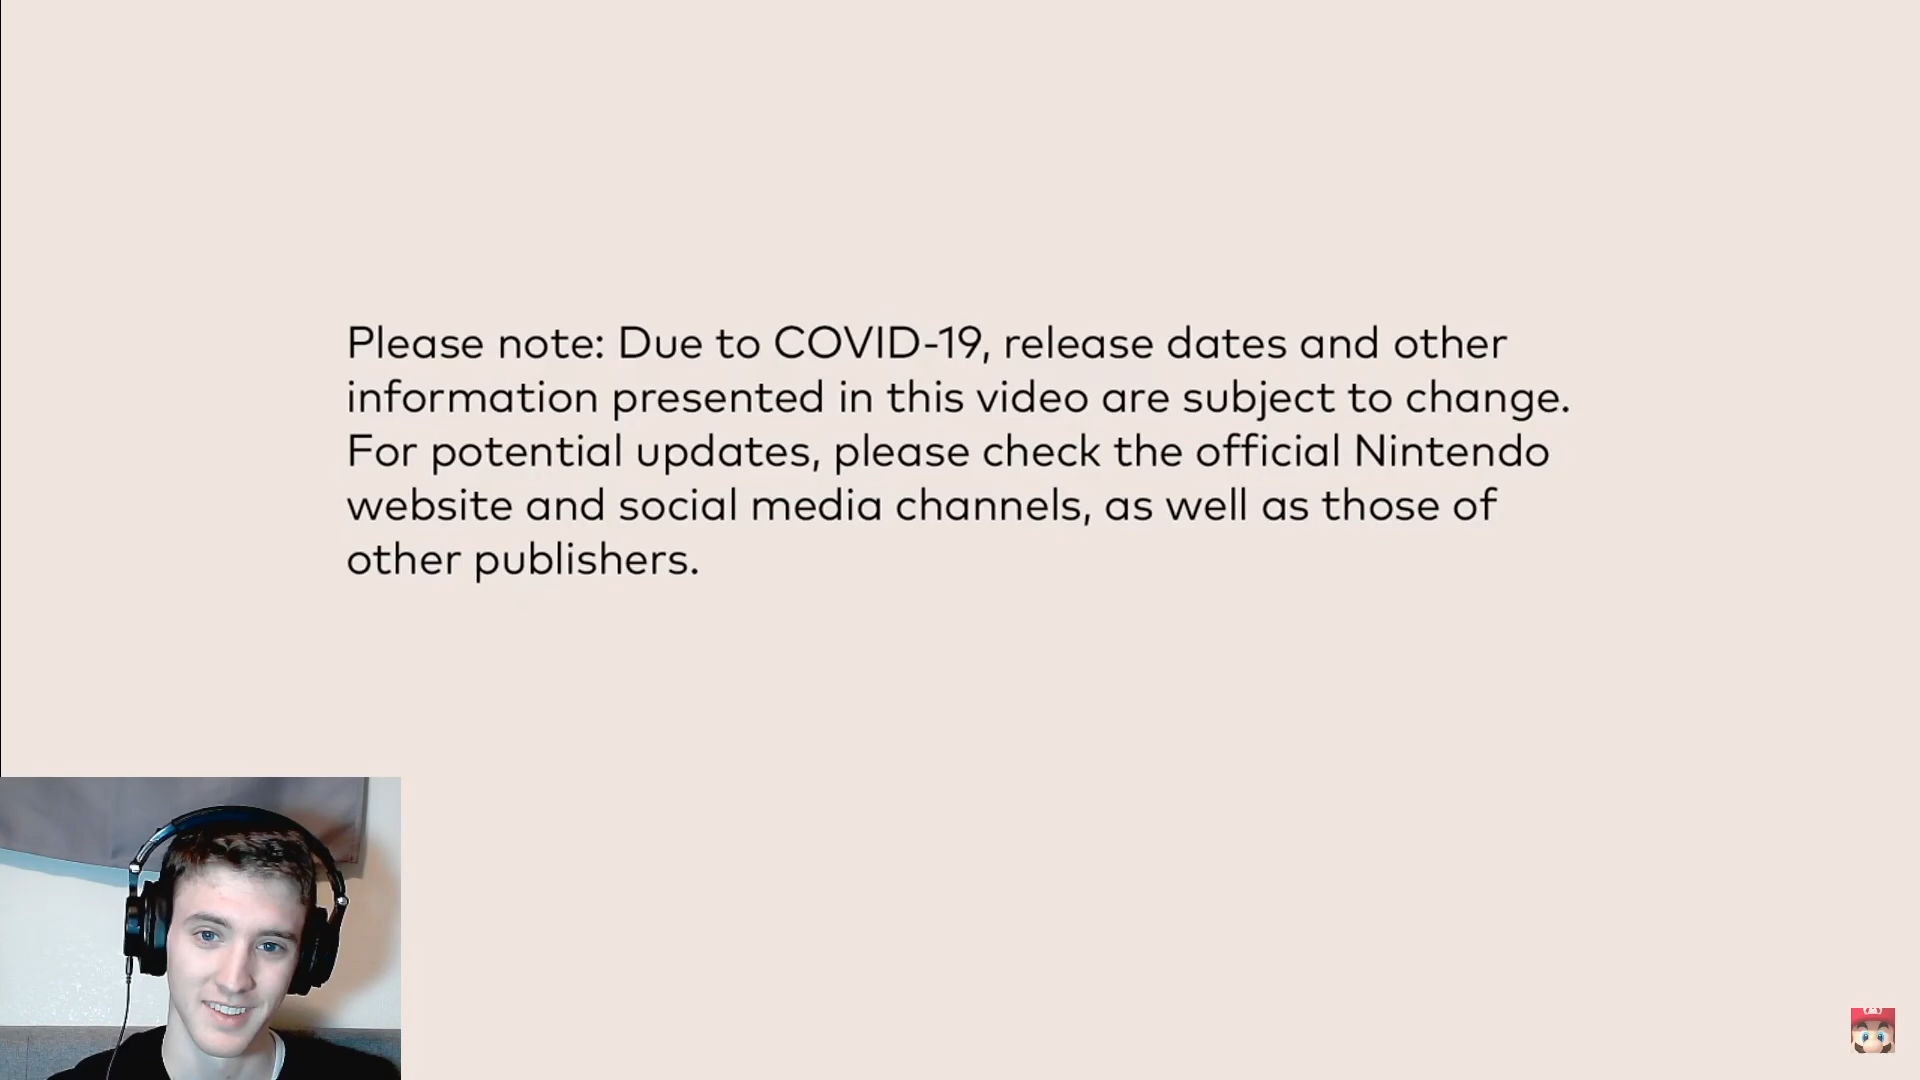 Please note: Due to COVID-19, release dates and other
information presented in this video are subject to change.
For potential updates, please check the official Nintendo
website and social media channels, as well as those of
other publishers.